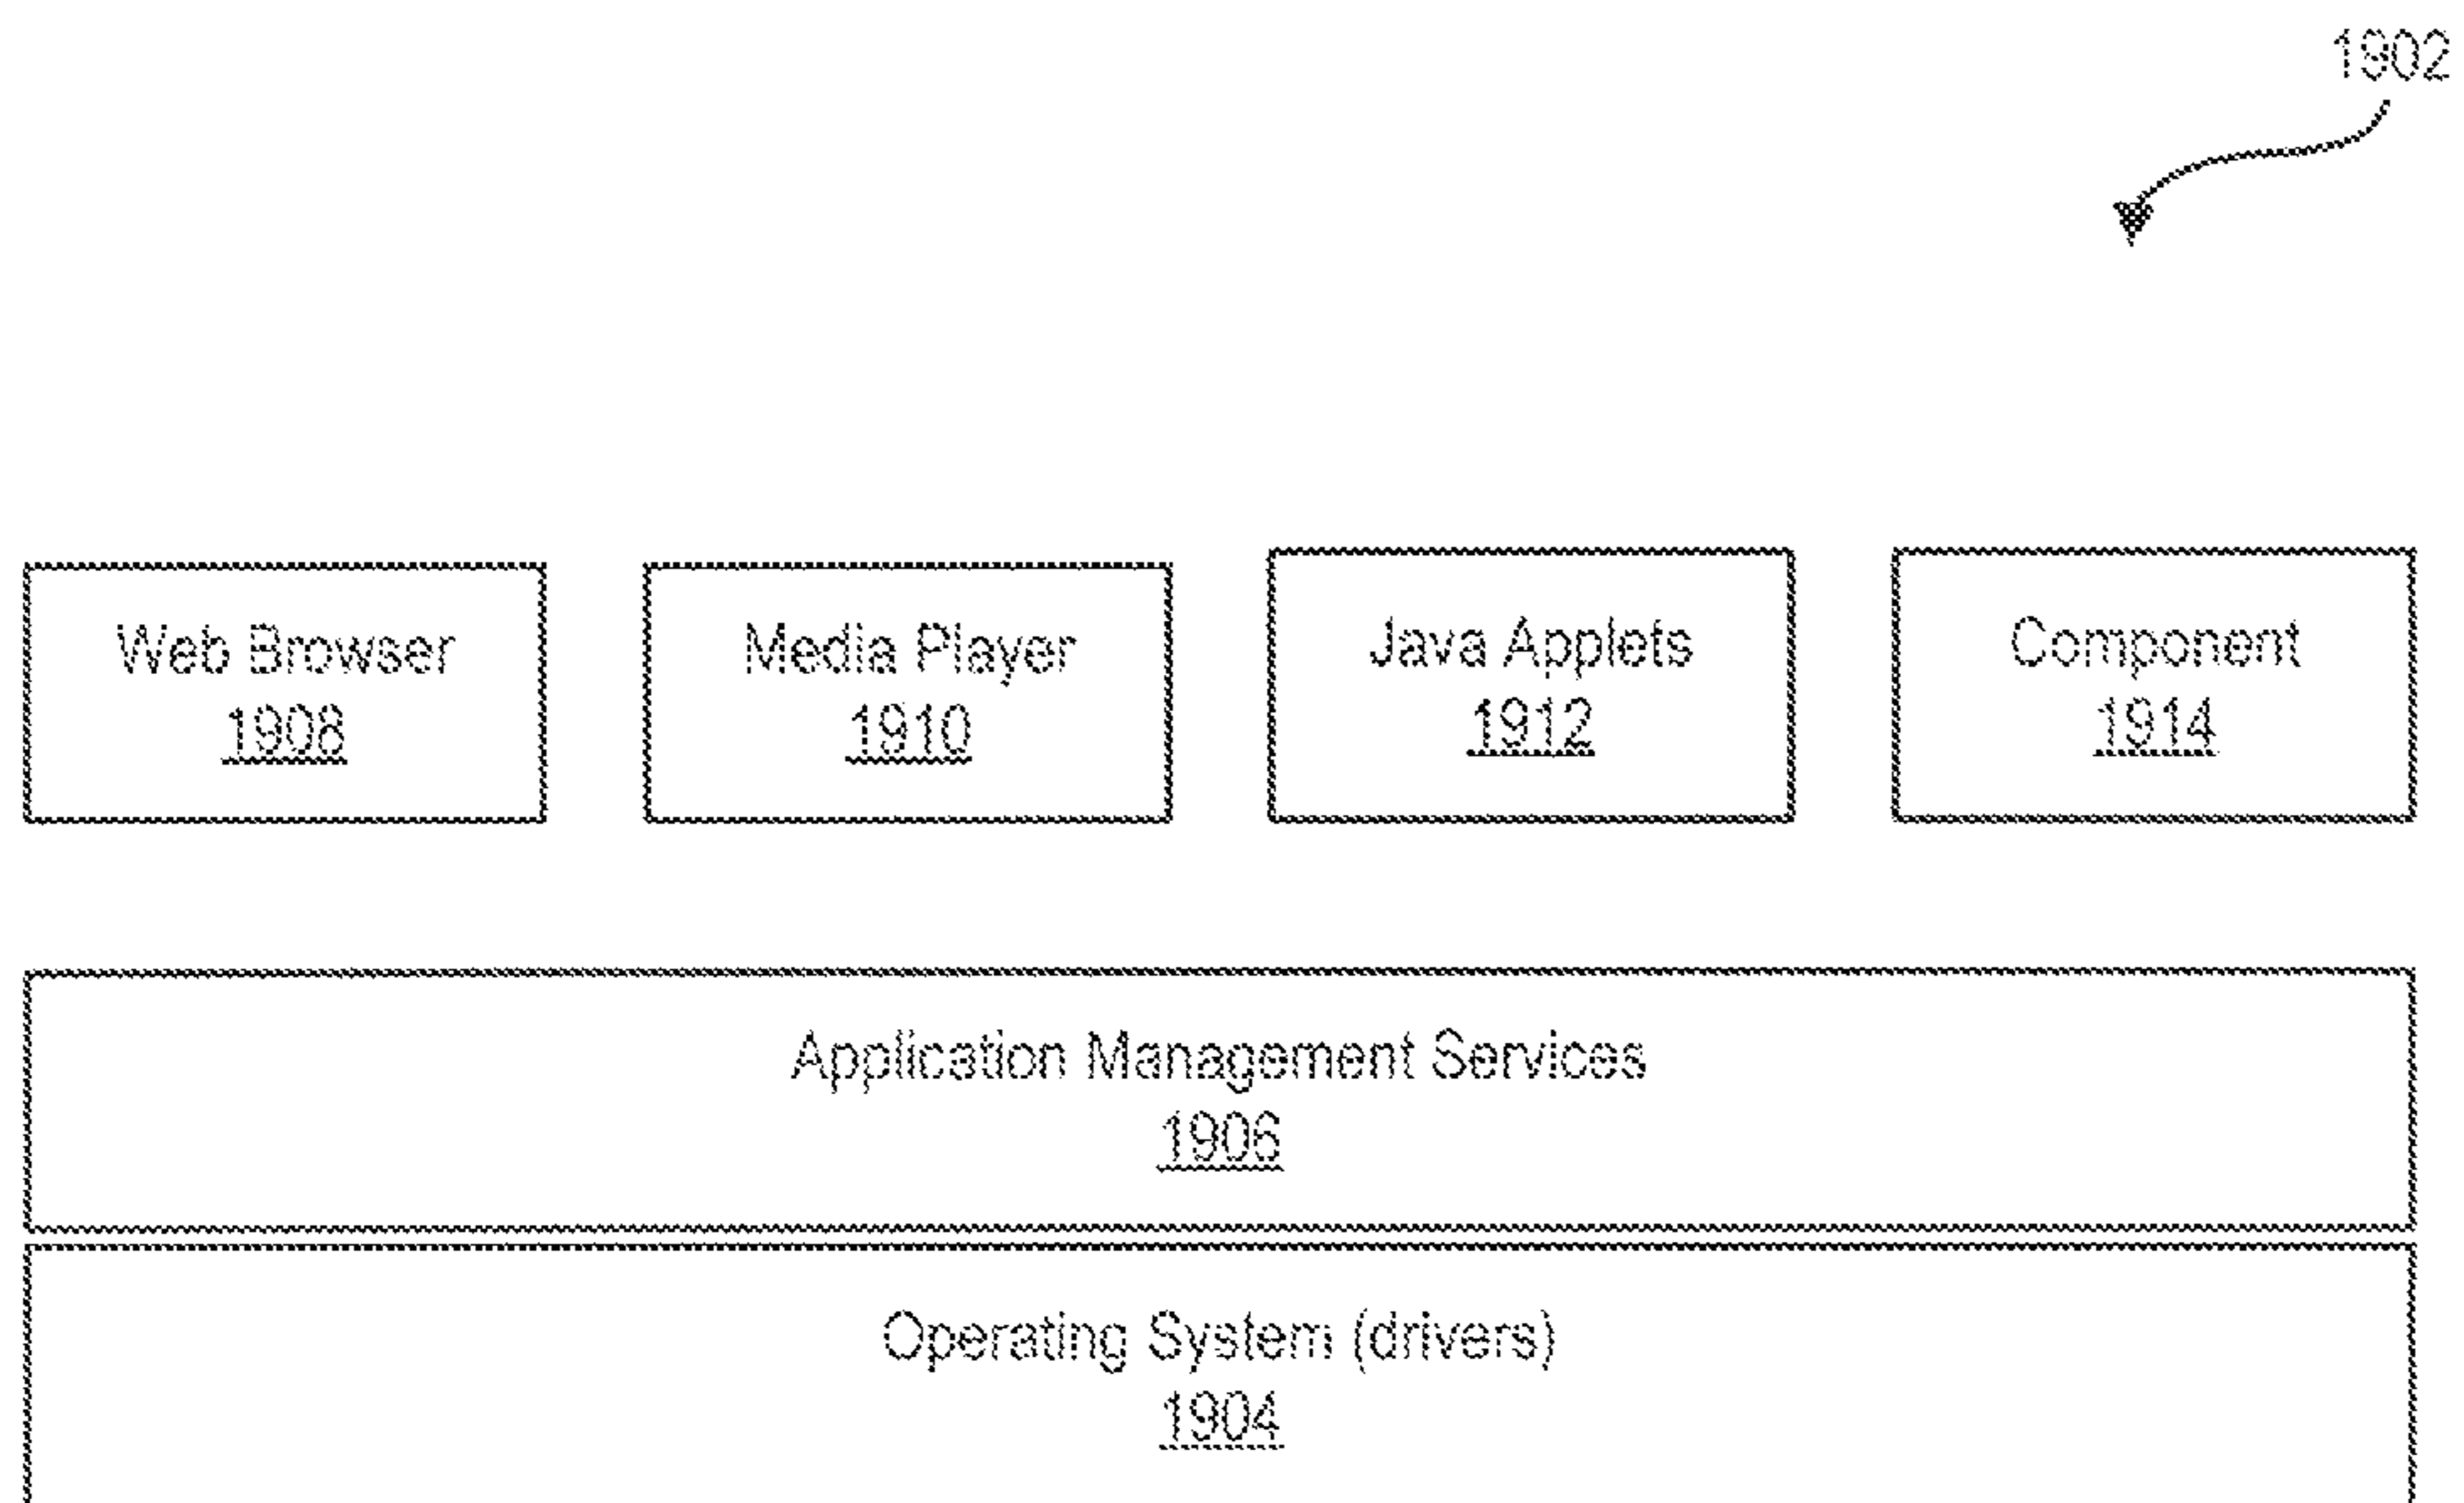 1902
Web Browser
1908
Media Player
1910
Java Applets
1912
Component
1914
Application Management Services
1906
Operating System (drivers)
1904